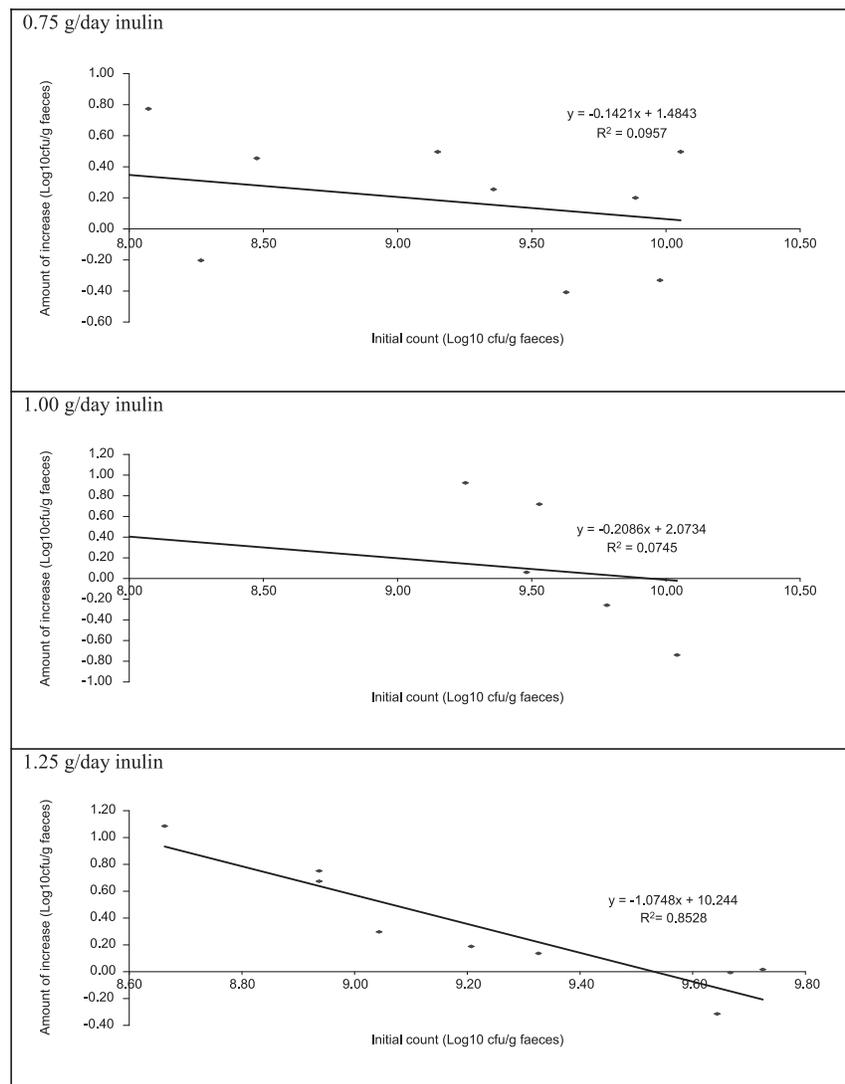 0.75 g/day inulin
Amount of increase (Log10cfu/g faeces)
1.00
0.80
0.60
0.40
0.20
0.00
-0.20
-0.40
-0.60
8.00 8.50 9.00 9.50 10.00 10.50
y = -0.1421x + 1.4843
R² = 0.0957
Initial count (Log10 cfu/g faeces)
1.00 g/day inulin
Amount of increase (Log10cfu/g faeces)
1.20
1.00
0.80
0.60
0.40
0.20
0.00
-0.20
-0.40
-0.60
-0.80
-1.00
8.00 8.50 9.00 9.50 10.00 10.50
y = -0.2086x + 2.0734
R² = 0.0745
Initial count (Log10 cfu/g faeces)
1.25 g/day inulin
Amount of increase (Log10cfu/g faeces)
1.20
1.00
0.80
0.60
0.40
0.20
0.00
-0.20
-0.40
8.60 8.80 9.00 9.20 9.40 9.60 9.80
y = -1.0748x + 10.244
R²= 0.8528
Initial count (Log10 cfu/g faeces)